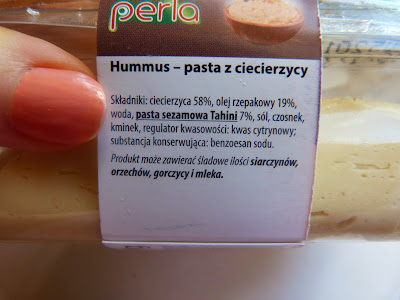 perla
Hummus – pasta z ciecierzycy
Składniki: ciecierzyca 58%, olej rzepakowy 19%,
woda, pasta sezamowa Tahini 7%, sól, czosnek,
kminek, regulator kwasowości: kwas cytrynowy;
substancja konserwująca: benzoesan sodu.
Produkt może zawierać śladowe ilości siarczynów,
orzechów, gorczycy i mleka.